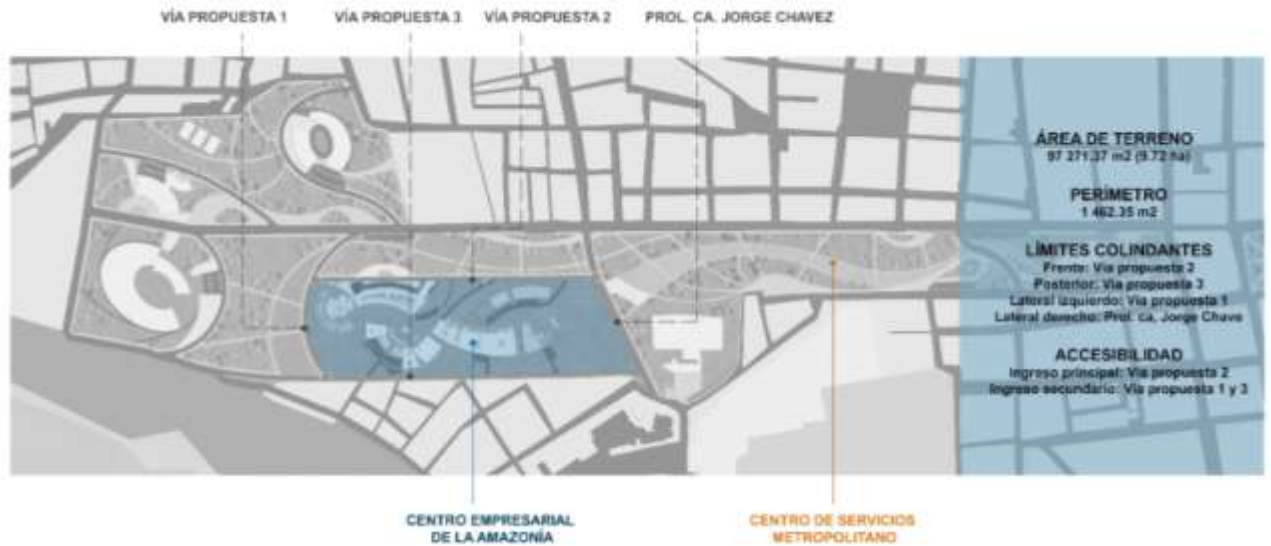 VÍA PROPUESTA 1
VÍA PROPUESTA 3
VÍA PROPUESTA 2
PROL. CA. JORGE CHAVEZ
ÁREA DE TERRENO
97 271.37 m2 (9.72 ha)
PERÍMETRO
1 462.35 m2
LÍMITES COLINDANTES
Frente: Vía propuesta 2
Posterior: Vía propuesta 3
Lateral izquierdo: Vía propuesta 1
Lateral derecho: Prol. ca. Jorge Chave
ACCESIBILIDAD
Ingreso principal: Vía propuesta 2
Ingreso secundario: Vía propuesta 1 y 3
CENTRO EMPRESARIAL
DE LA AMAZONÍA
CENTRO DE SERVICIOS
METROPOLITANO